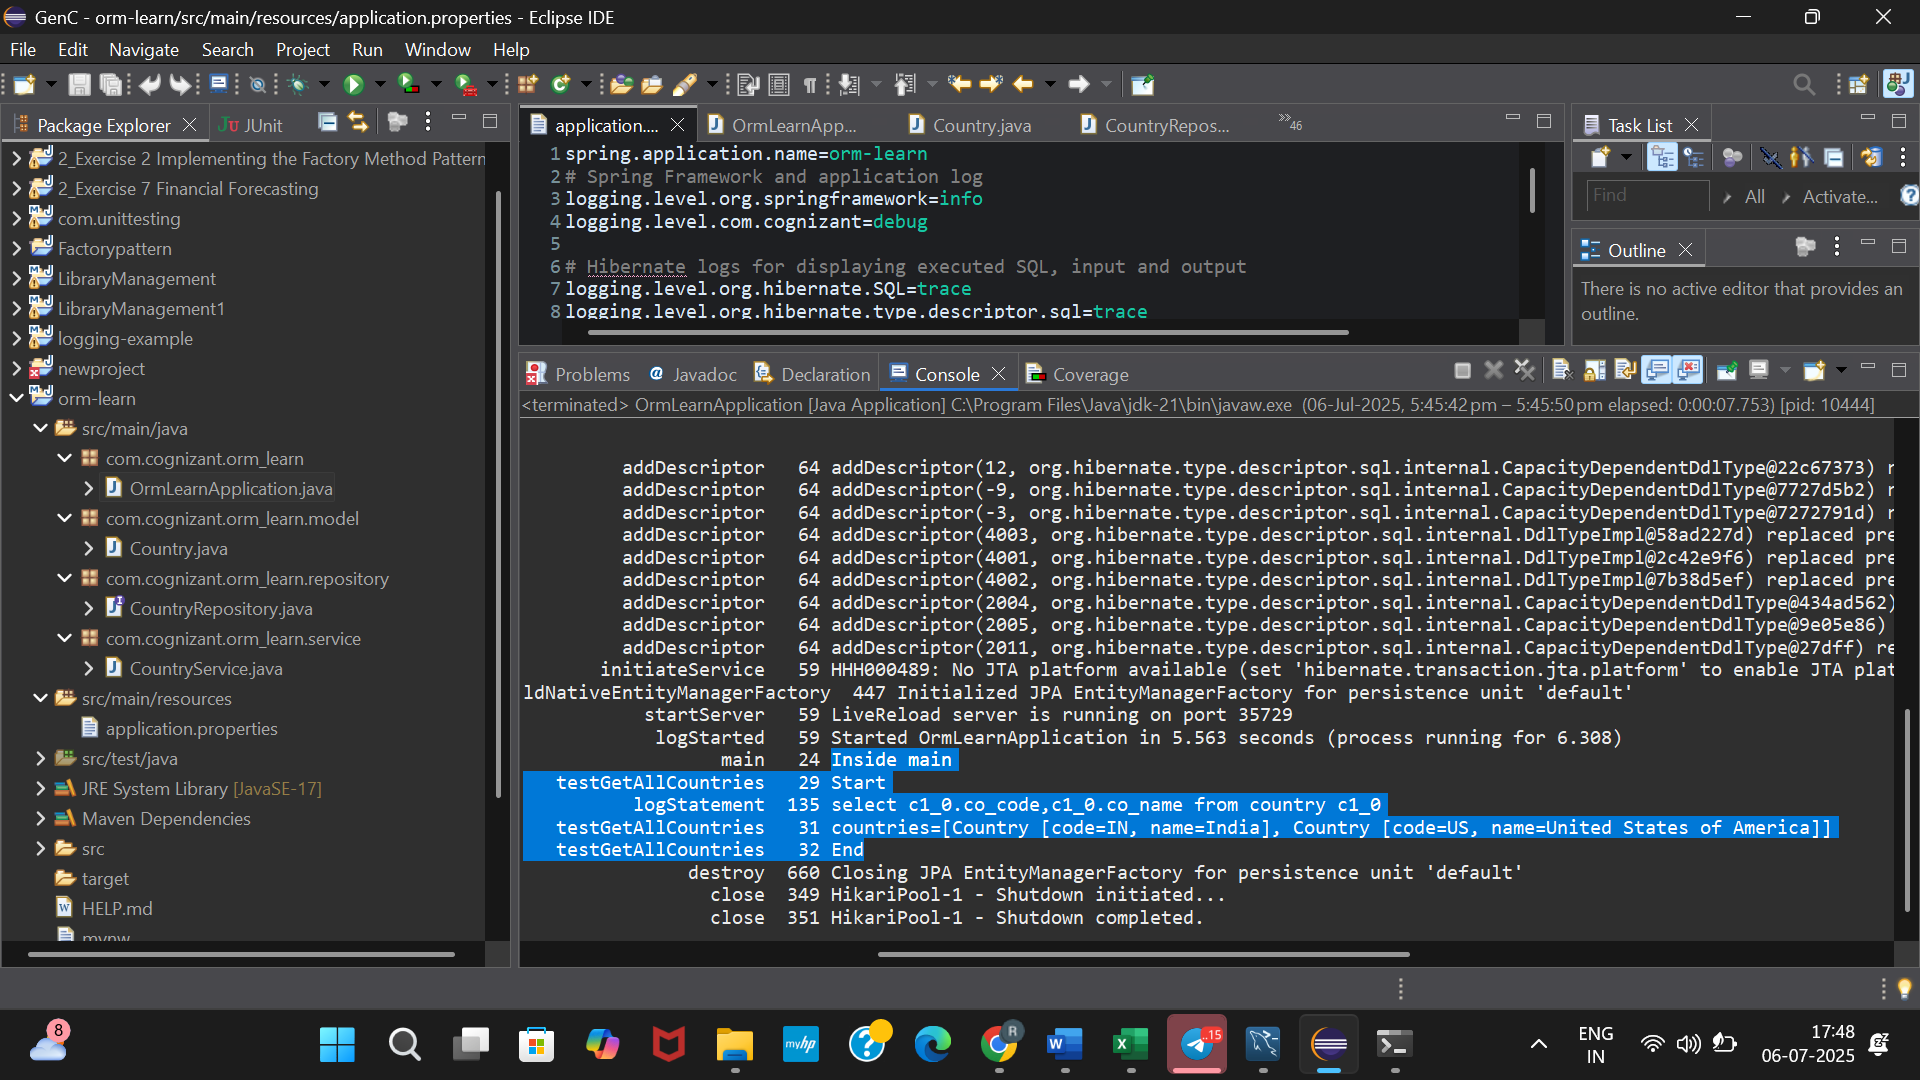 GenC - orm-learn/src/main/resources/application.properties - Eclipse IDE
File Edit Navigate Search Project Run Window Help
Package Explorer JUnit
2_Exercise 2 Implementing the Factory Method Pattern
2_Exercise 7 Financial Forecasting
com.unittesting
Factorypattern
LibraryManagement
LibraryManagement1
logging-example
newproject
orm-learn
src/main/java
com.cognizant.orm_learn
OrmLearnApplication.java
com.cognizant.orm_learn.model
Country.java
com.cognizant.orm_learn.repository
CountryRepository.java
com.cognizant.orm_learn.service
CountryService.java
src/main/resources
application.properties
src/test/java
JRE System Library [JavaSE-17]
Maven Dependencies
src
target
HELP.md
mvnw
application.... OrmLearnApp... Country.java CountryRepos... »46
1 spring.application.name=orm-learn
2 # Spring Framework and application log
3 logging.level.org.springframework=info
4 logging.level.com.cognizant=debug
5
6 # Hibernate logs for displaying executed SQL, input and output
7 logging.level.org.hibernate.SQL=trace
8 logging.level.org.hibernate.type.descriptor.sql=trace
Task List
Find All Activate...
Outline
There is no active editor that provides an
outline.
Problems @ Javadoc Declaration Console Coverage
<terminated> OrmLearnApplication [Java Application] C:\Program Files\Java\jdk-21\bin\javaw.exe (06-Jul-2025, 5:45:42 pm – 5:45:50 pm elapsed: 0:00:07.753) [pid: 10444]
addDescriptor 64 addDescriptor(12, org.hibernate.type.descriptor.sql.internal.CapacityDependentDdlType@22c67373) r
addDescriptor 64 addDescriptor(-9, org.hibernate.type.descriptor.sql.internal.CapacityDependentDdlType@7727d5b2) r
addDescriptor 64 addDescriptor(-3, org.hibernate.type.descriptor.sql.internal.CapacityDependentDdlType@7272791d) r
addDescriptor 64 addDescriptor(4003, org.hibernate.type.descriptor.sql.internal.DdlTypeImpl@58ad227d) replaced pre
addDescriptor 64 addDescriptor(4001, org.hibernate.type.descriptor.sql.internal.DdlTypeImpl@2c42e9f6) replaced pre
addDescriptor 64 addDescriptor(4002, org.hibernate.type.descriptor.sql.internal.DdlTypeImpl@7b38d5ef) replaced pre
addDescriptor 64 addDescriptor(2004, org.hibernate.type.descriptor.sql.internal.CapacityDependentDdlType@434ad562)
addDescriptor 64 addDescriptor(2005, org.hibernate.type.descriptor.sql.internal.CapacityDependentDdlType@9e05e86)
addDescriptor 64 addDescriptor(2011, org.hibernate.type.descriptor.sql.internal.CapacityDependentDdlType@27dff) re
initiateService 59 HHH000489: No JTA platform available (set 'hibernate.transaction.jta.platform' to enable JTA plat
ldNativeEntityManagerFactory 447 Initialized JPA EntityManagerFactory for persistence unit 'default'
startServer 59 LiveReload server is running on port 35729
logStarted 59 Started OrmLearnApplication in 5.563 seconds (process running for 6.308)
main 24 Inside main
testGetAllCountries 29 Start
logStatement 135 select c1_0.co_code,c1_0.co_name from country c1_0
testGetAllCountries 31 countries=[Country [code=IN, name=India], Country [code=US, name=United States of America]]
testGetAllCountries 32 End
destroy 660 Closing JPA EntityManagerFactory for persistence unit 'default'
close 349 HikariPool-1 - Shutdown initiated...
close 351 HikariPool-1 - Shutdown completed.
8
myhp
R
W
X
15
ENG
IN
17:48
06-07-2025